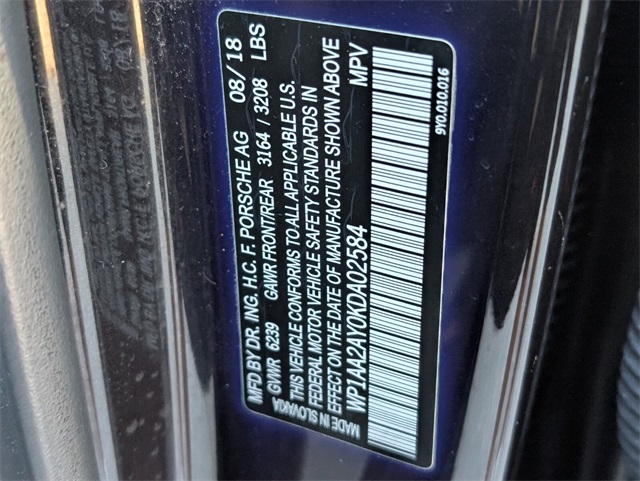 MFD BY DR. ING. H.C. F. PORSCHE AG 08/18
GVWR 6239 GAWR FRONT/REAR 3164 / 3208 LBS
THIS VEHICLE CONFORMS TO ALL APPLICABLE U.S.
FEDERAL MOTOR VEHICLE SAFETY STANDARDS IN
EFFECT ON THE DATE OF MANUFACTURE SHOWN ABOVE
MADE IN SLOVAKIA WP1AA2AY0KDA02584 MPV
9Y0.010.016